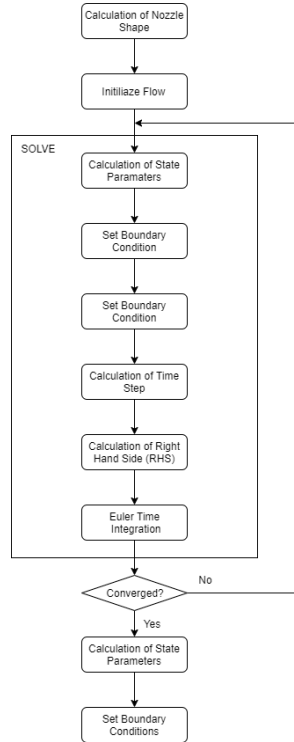 Calculation of Nozzle
Shape
Initiliaze Flow
SOLVE
Calculation of State
Paramaters
Set Boundary
Condition
Set Boundary
Condition
Calculation of Time
Step
Calculation of Right
Hand Side (RHS)
Euler Time
Integration
Converged?
No
Yes
Calculation of State
Parameters
Set Boundary
Conditions